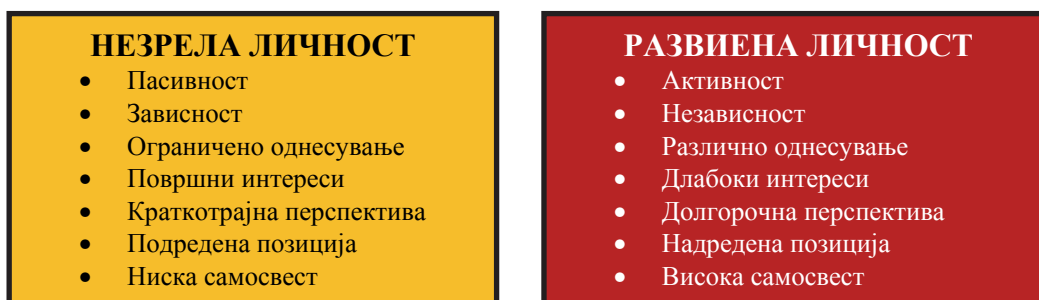 НЕЗРЕЛА ЛИЧНОСТ
• Пасивност
• Зависност
• Ограничено однесување
• Површни интереси
• Краткотрајна перспектива
• Подредена позиција
• Ниска самосвест
РАЗВИЕНА ЛИЧНОСТ
• Активност
• Независност
• Различно однесување
• Длабоки интереси
• Долгорочна перспектива
• Надредена позиција
• Висока самосвест